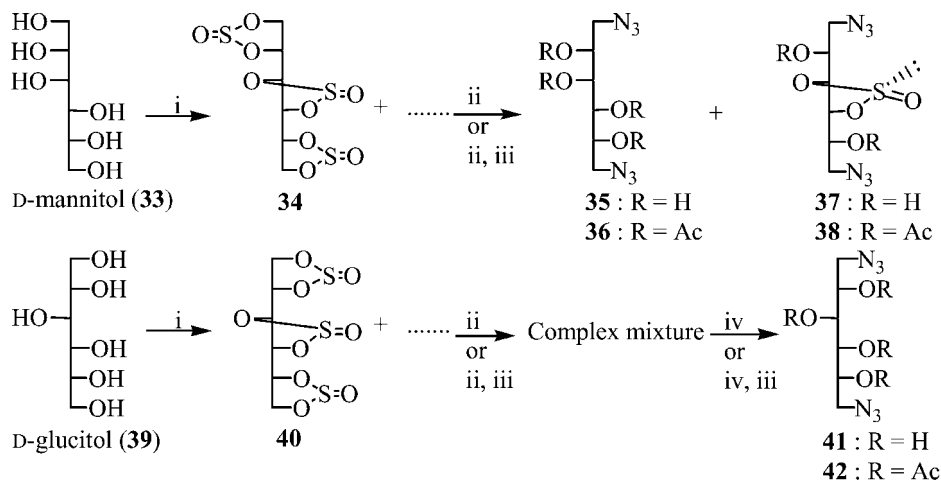 HO HO HO OH OH OH
i
O=S O O O O S=O O O S=O O
+ ........
ii
or
ii, iii
N3 RO RO OR OR N3
+
N3 RO O S O O OR N3
D-mannitol (33)
34
35 : R = H
36 : R = Ac
37 : R = H
38 : R = Ac
OH OH HO OH OH OH
i
O S=O O O S=O O O S=O O
+ ........
ii
or
ii, iii
Complex mixture
iv
or
iv, iii
N3 OR RO OR OR N3
D-glucitol (39)
40
41 : R = H
42 : R = Ac